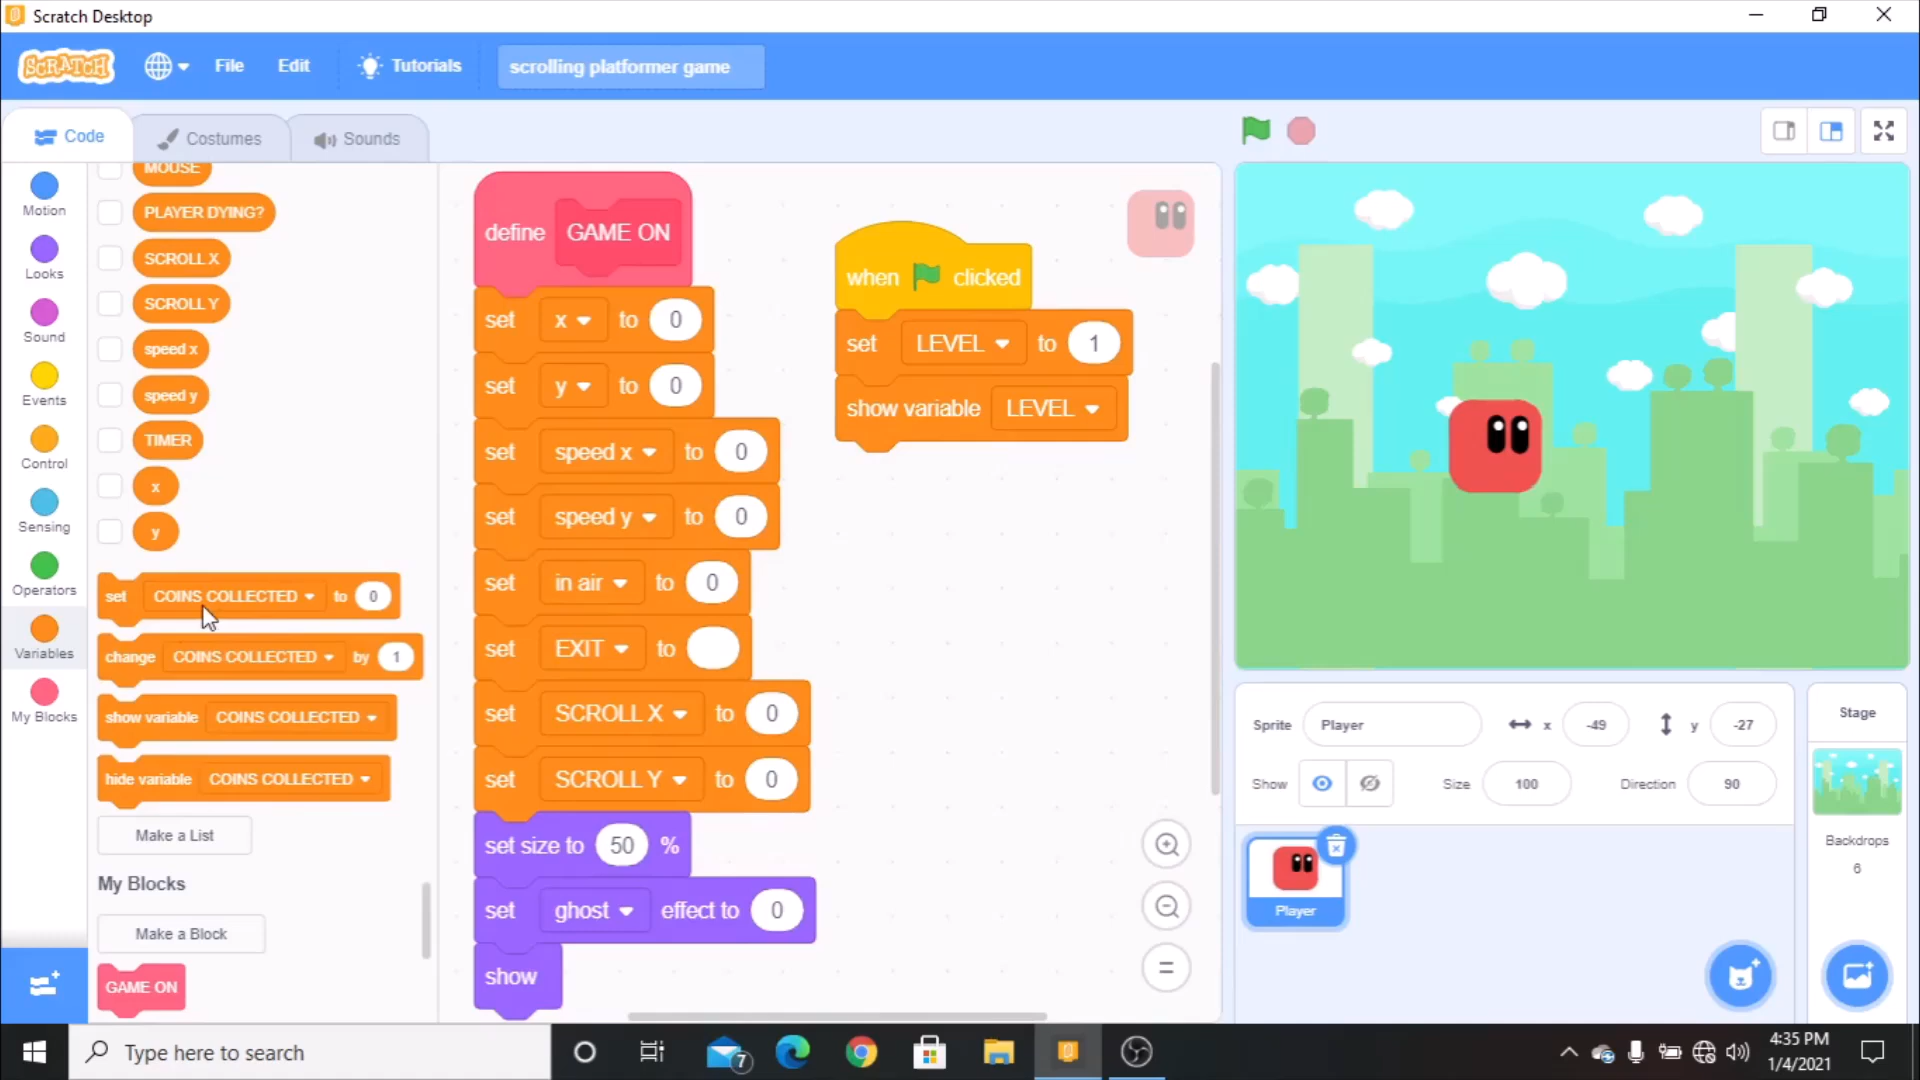 Scratch Desktop
SCRATCH
File
Edit
Tutorials
scrolling platformer game
Code
Costumes
Sounds
Motion
Looks
Sound
Events
Control
Sensing
Operators
Variables
My Blocks
MOUSE
PLAYER DYING?
SCROLL X
SCROLL Y
speed x
speed y
TIMER
x
y
set COINS COLLECTED to 0
change COINS COLLECTED by 1
show variable COINS COLLECTED
hide variable COINS COLLECTED
Make a List
My Blocks
Make a Block
GAME ON
define GAME ON
set x to 0
set y to 0
set speed x to 0
set speed y to 0
set in air to 0
set EXIT to
set SCROLL X to 0
set SCROLL Y to 0
set size to 50 %
set ghost effect to 0
show
when clicked
set LEVEL to 1
show variable LEVEL
Sprite Player x -49 y -27
Show Size 100 Direction 90
Player
Stage
Backdrops
6
Type here to search
7
4:35 PM
1/4/2021